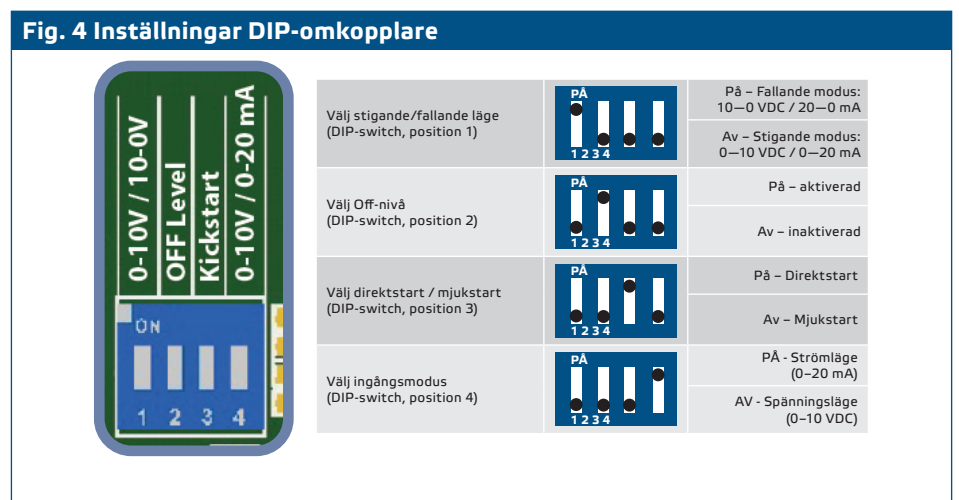 Fig. 4 Inställningar DIP-omkopplare
0-10V / 10-0V
OFF Level
Kickstart
0-10V / 0-20 mA
ON
1 2 3 4
Välj stigande/fallande läge
(DIP-switch, position 1)
PÅ
1 2 3 4
På – Fallande modus:
10—0 VDC / 20—0 mA
Av – Stigande modus:
0—10 VDC / 0—20 mA
Välj Off-nivå
(DIP-switch, position 2)
PÅ
1 2 3 4
På – aktiverad
Av – inaktiverad
Välj direktstart / mjukstart
(DIP-switch, position 3)
PÅ
1 2 3 4
På – Direktstart
Av – Mjukstart
Välj ingångsmodus
(DIP-switch, position 4)
PÅ
1 2 3 4
PÅ - Strömläge
(0–20 mA)
AV - Spänningsläge
(0–10 VDC)